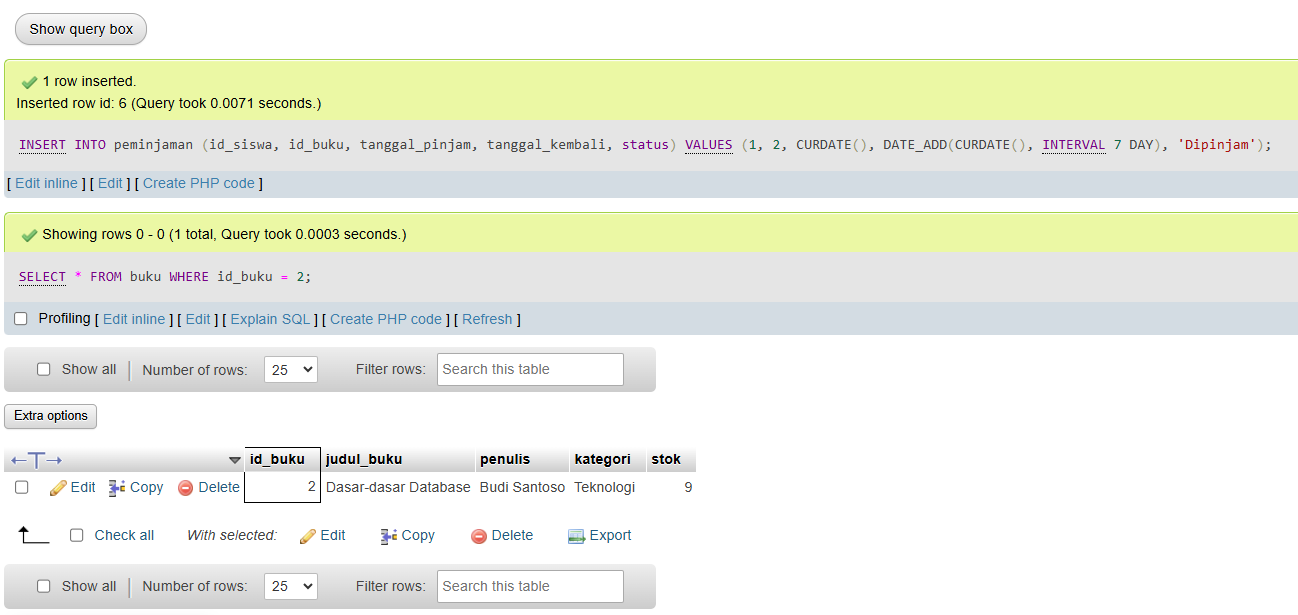 Show query box
1 row inserted.
Inserted row id: 6 (Query took 0.0071 seconds.)
INSERT INTO peminjaman (id_siswa, id_buku, tanggal_pinjam, tanggal_kembali, status) VALUES (1, 2, CURDATE(), DATE_ADD(CURDATE(), INTERVAL 7 DAY), 'Dipinjam');
[ Edit inline ] [ Edit ] [ Create PHP code ]
Showing rows 0 - 0 (1 total, Query took 0.0003 seconds.)
SELECT * FROM buku WHERE id_buku = 2;
Profiling [ Edit inline ] [ Edit ] [ Explain SQL ] [ Create PHP code ] [ Refresh ]
Show all Number of rows: 25 Filter rows: Search this table
Extra options
id_buku judul_buku penulis kategori stok
Edit Copy Delete 2 Dasar-dasar Database Budi Santoso Teknologi 9
Check all With selected: Edit Copy Delete Export
Show all Number of rows: 25 Filter rows: Search this table